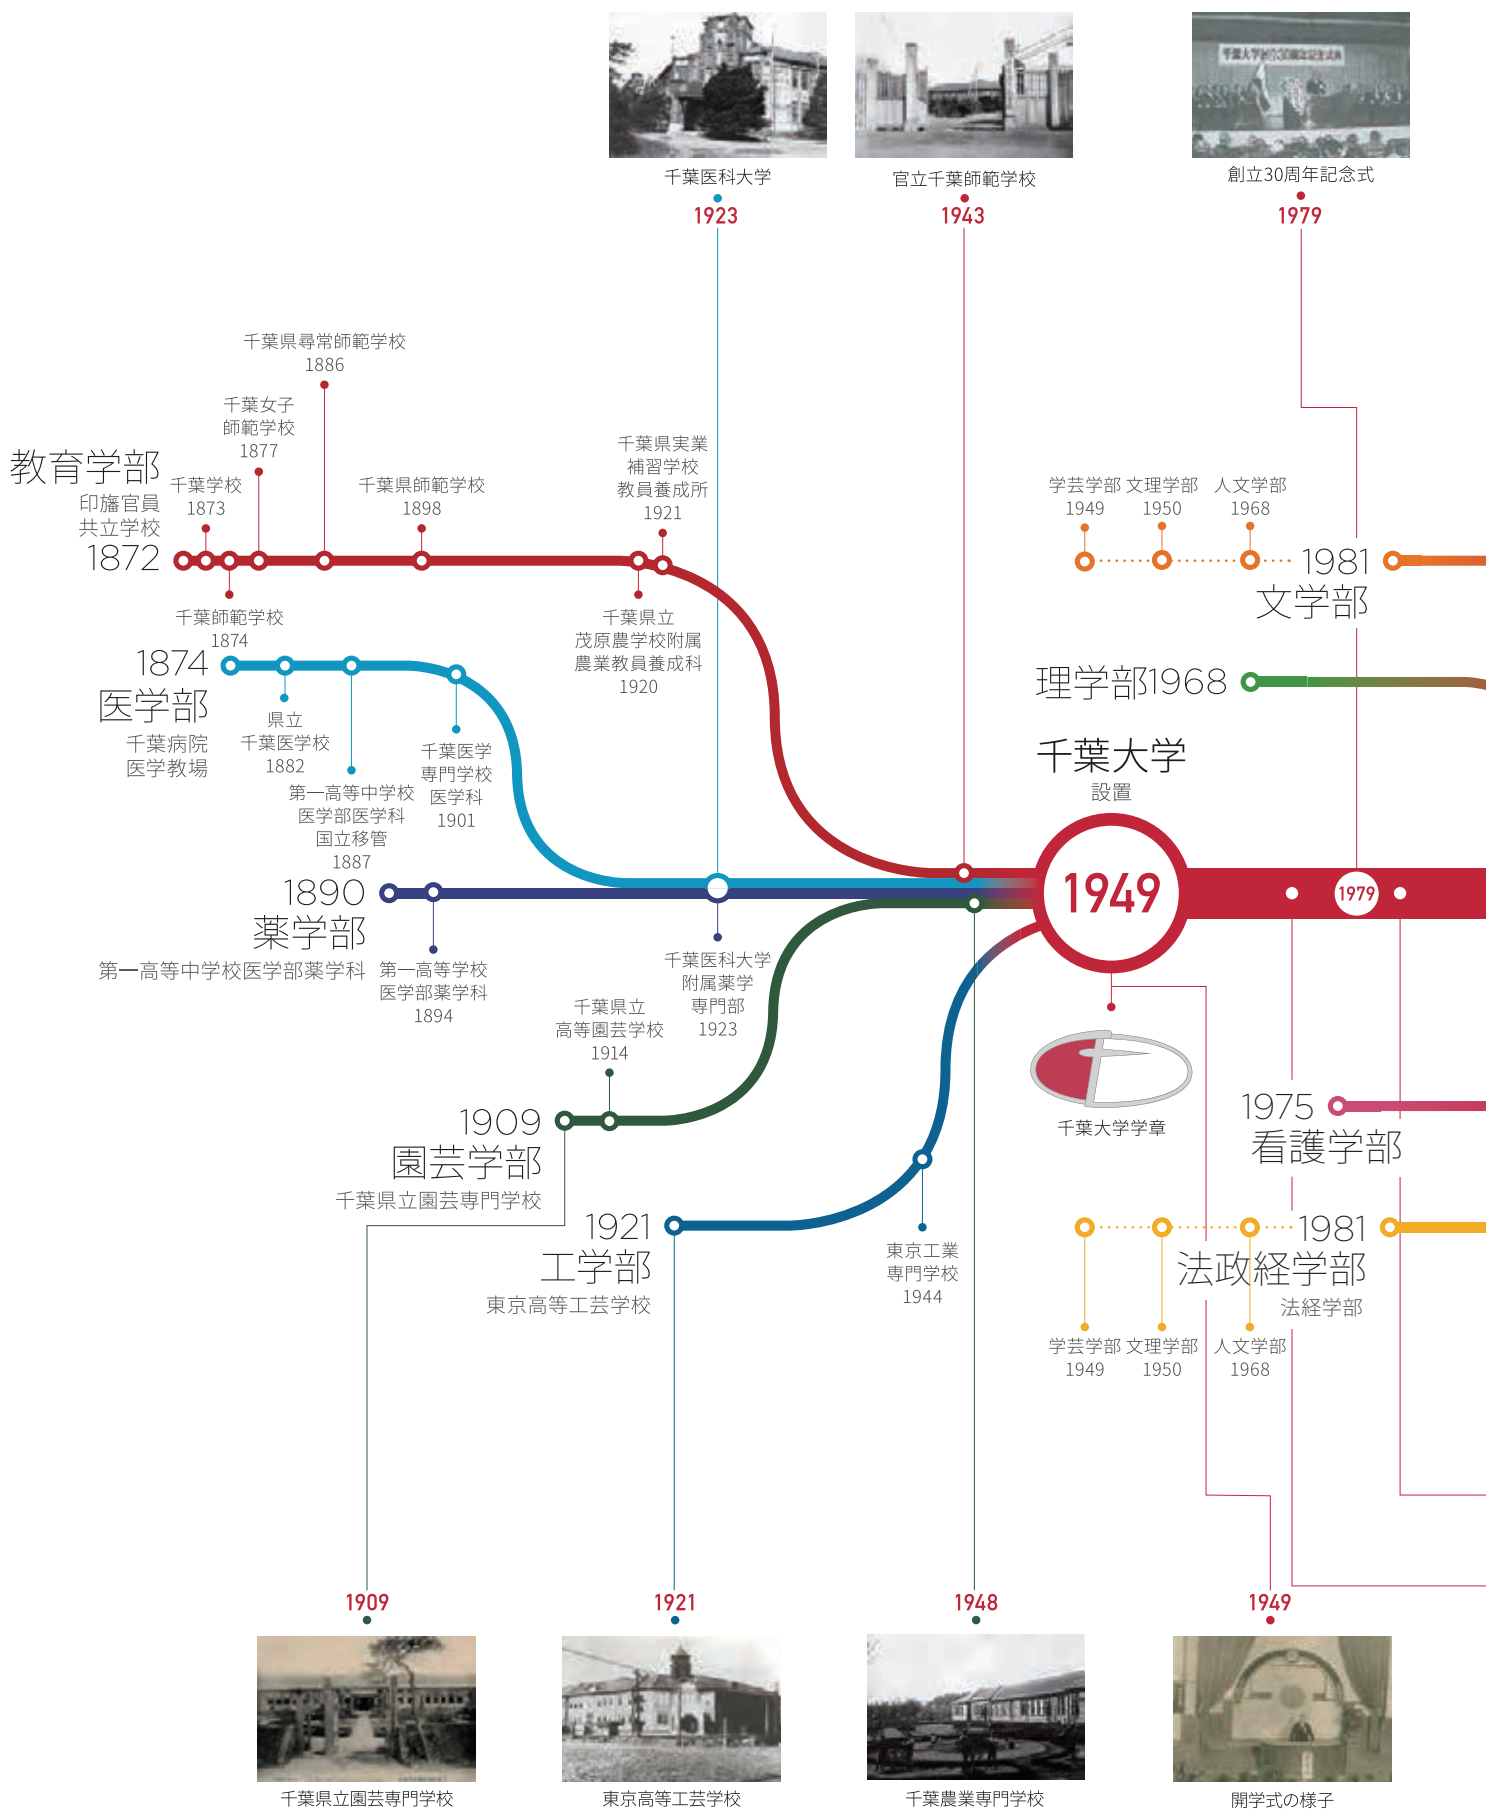 千葉医科大学
1923
官立千葉師範学校
1943
創立30周年記念式
1979
千葉県尋常師範学校
1886
千葉女子
師範学校
1877
教育学部
印旛官員
共立学校
1872
千葉学校
1873
千葉県師範学校
1898
千葉県実業
補習学校
教員養成所
1921
千葉師範学校
1874
千葉県立
茂原農学校附属
農業教員養成科
1920
学芸学部
1949
文理学部
1950
人文学部
1968
1981
文学部
理学部1968
1874
医学部
千葉病院
医学教場
県立
千葉医学校
1882
第一高等中学校
医学部医学科
国立移管
1887
千葉医学
専門学校
医学科
1901
千葉大学
設置
1949
1979
1890
薬学部
第一高等中学校医学部薬学科
第一高等学校
医学部薬学科
1894
千葉医科大学
附属薬学
専門部
1923
千葉県立
高等園芸学校
1914
1909
園芸学部
千葉県立園芸専門学校
千葉大学学章
1975
看護学部
1921
工学部
東京高等工芸学校
東京工業
専門学校
1944
1981
法政経学部
法経学部
学芸学部
1949
文理学部
1950
人文学部
1968
1909
千葉県立園芸専門学校
1921
東京高等工芸学校
1948
千葉農業専門学校
1949
開学式の様子